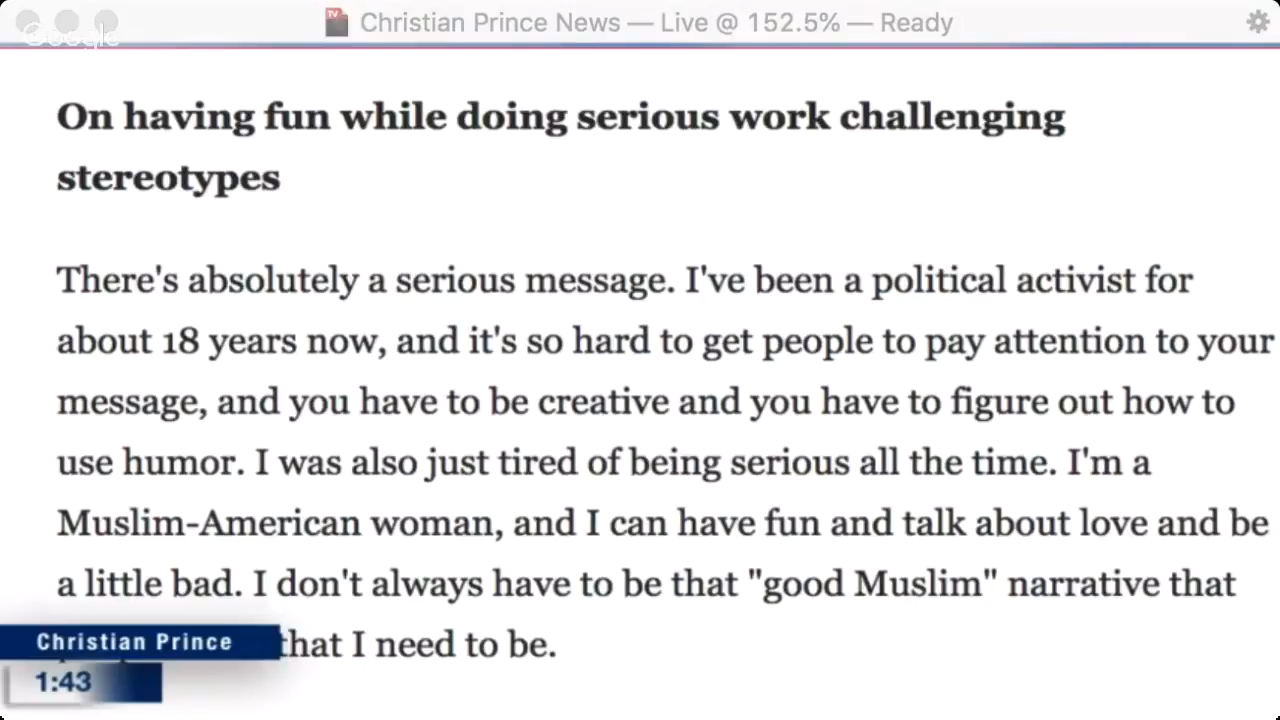 Christian Prince News — Live @ 152.5% — Ready
Google
On having fun while doing serious work challenging
stereotypes
There's absolutely a serious message. I've been a political activist for
about 18 years now, and it's so hard to get people to pay attention to your
message, and you have to be creative and you have to figure out how to
use humor. I was also just tired of being serious all the time. I'm a
Muslim-American woman, and I can have fun and talk about love and be
a little bad. I don't always have to be that "good Muslim" narrative that
that I need to be.
Christian Prince
1:43